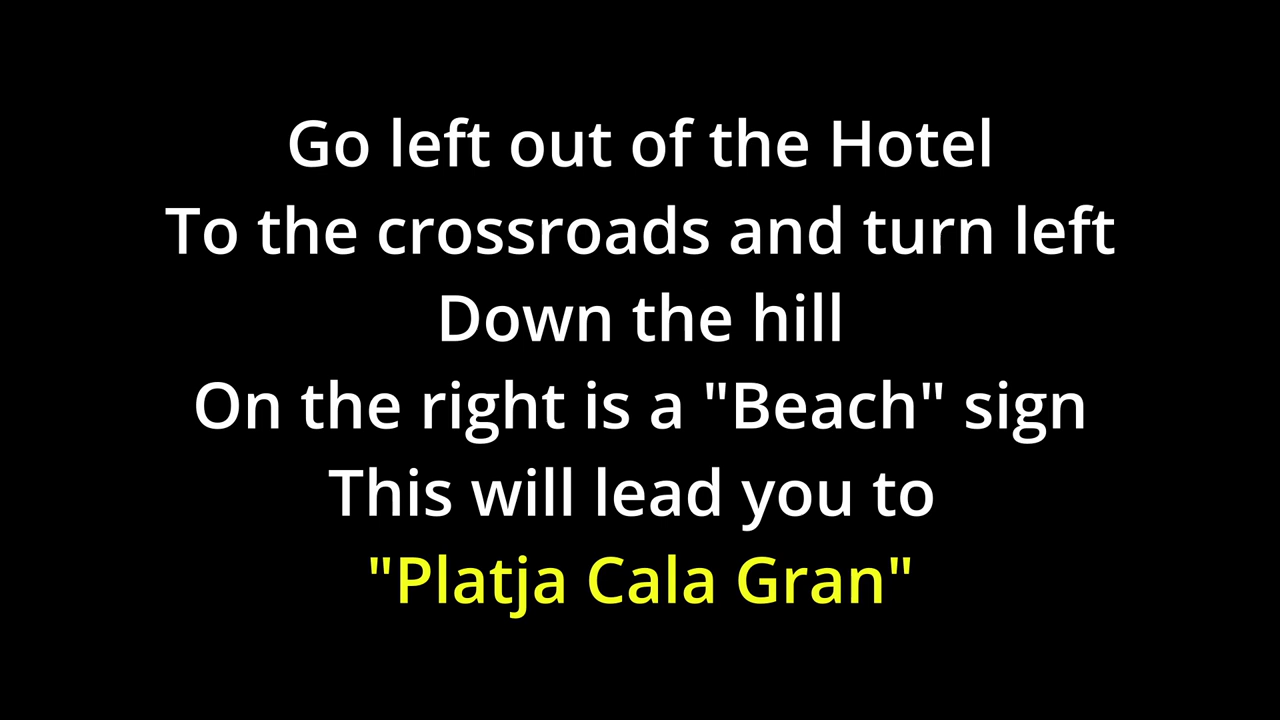 Go left out of the Hotel
To the crossroads and turn left
Down the hill
On the right is a "Beach" sign
This will lead you to
"Platja Cala Gran"